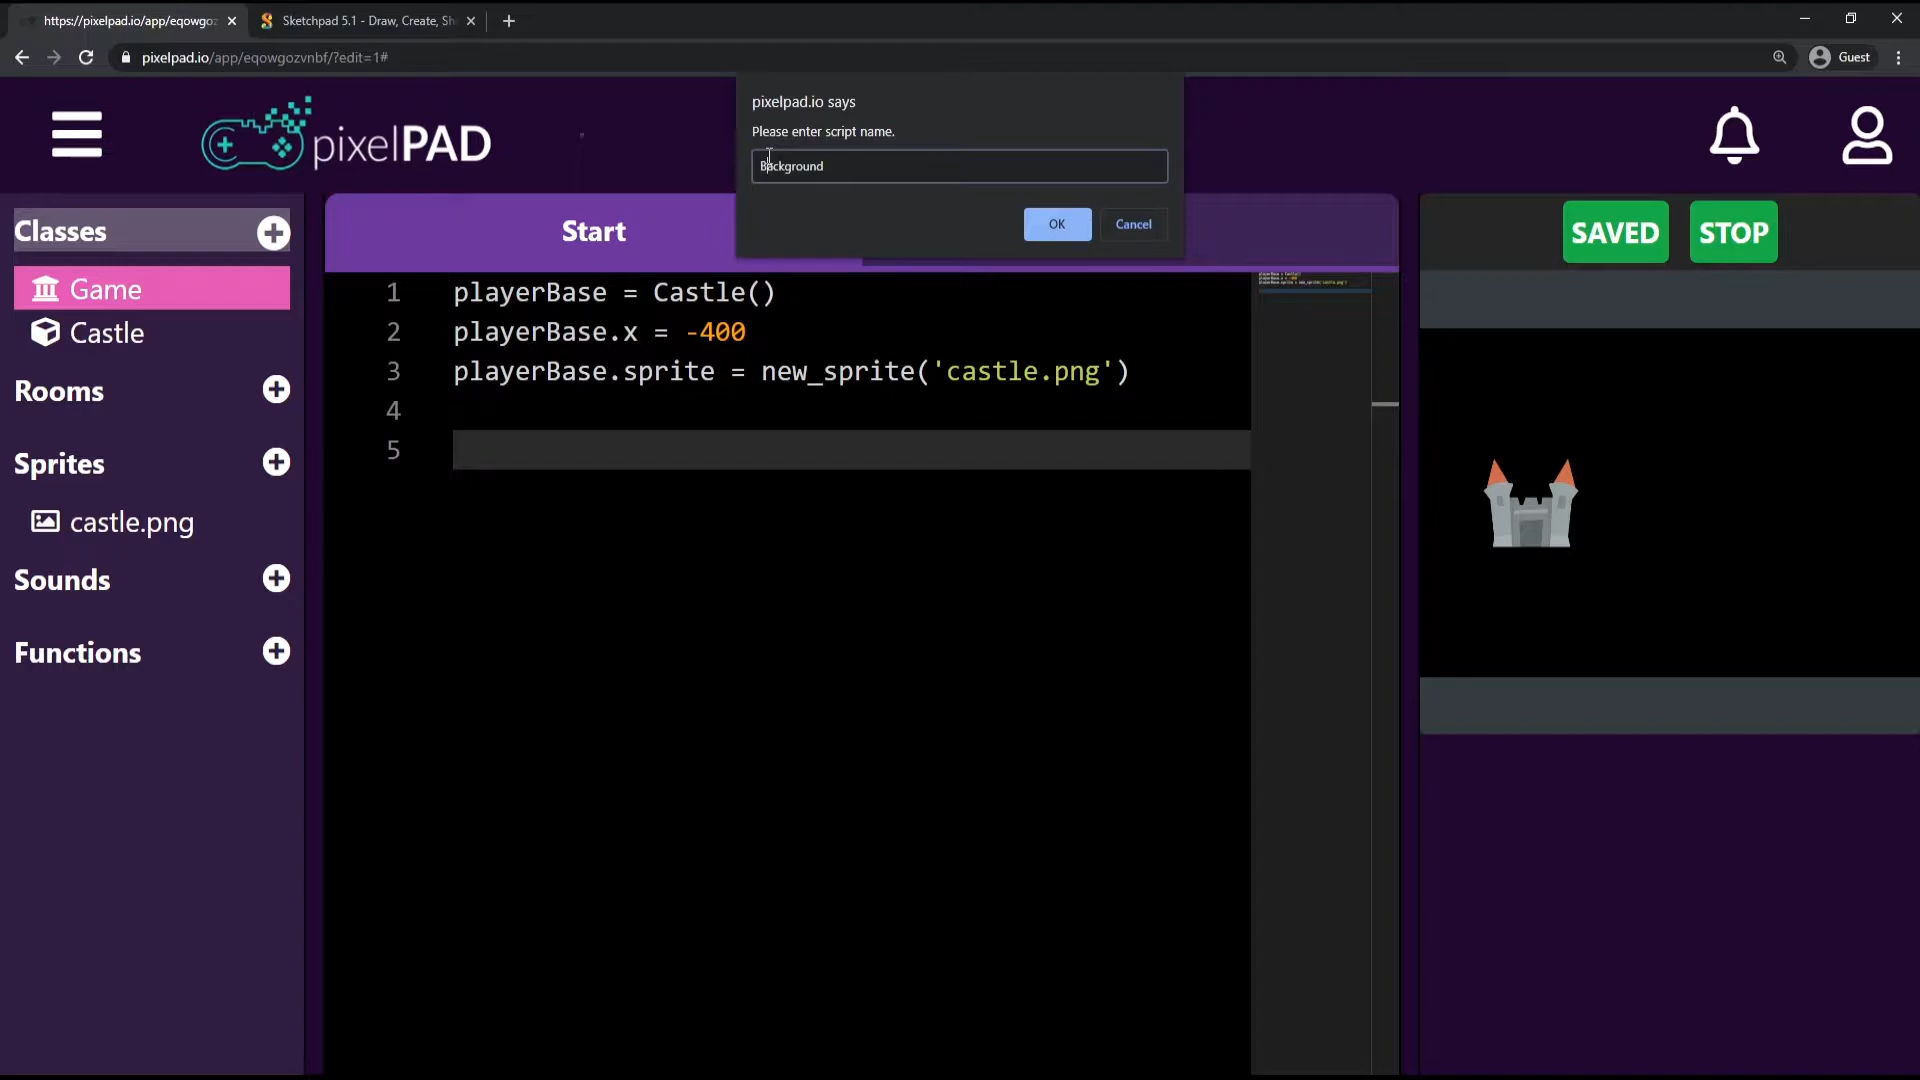 https://pixelpad.io/app/eqowgoz
Sketchpad 5.1 - Draw, Create, Sh
pixelpad.io/app/eqowgozvnbf/?edit=1#
Guest
pixelPAD
pixelpad.io says
Please enter script name.
Background
OK
Cancel
Classes
Game
Castle
Rooms
Sprites
castle.png
Sounds
Functions
Start
1 playerBase = Castle()
2 playerBase.x = -400
3 playerBase.sprite = new_sprite('castle.png')
4
5
SAVED
STOP